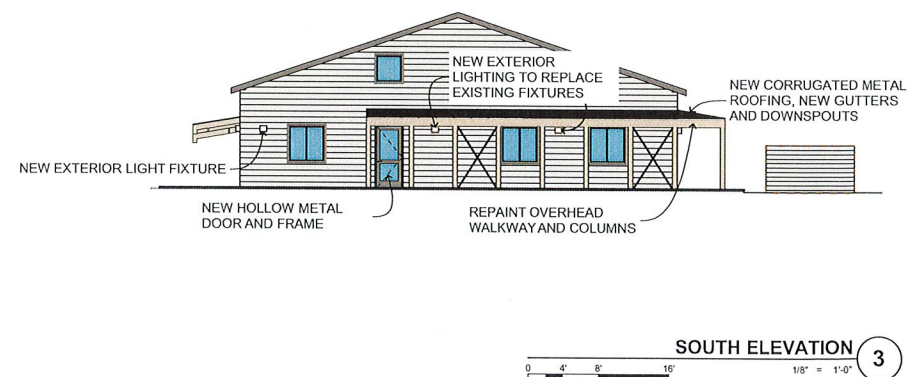 NEW EXTERIOR
LIGHTING TO REPLACE
EXISTING FIXTURES
NEW CORRUGATED METAL
ROOFING, NEW GUTTERS
AND DOWNSPOUTS
NEW EXTERIOR LIGHT FIXTURE
NEW HOLLOW METAL
DOOR AND FRAME
REPAINT OVERHEAD
WALKWAY AND COLUMNS
SOUTH ELEVATION 3
0 4' 8' 16' 1/8" = 1'-0"